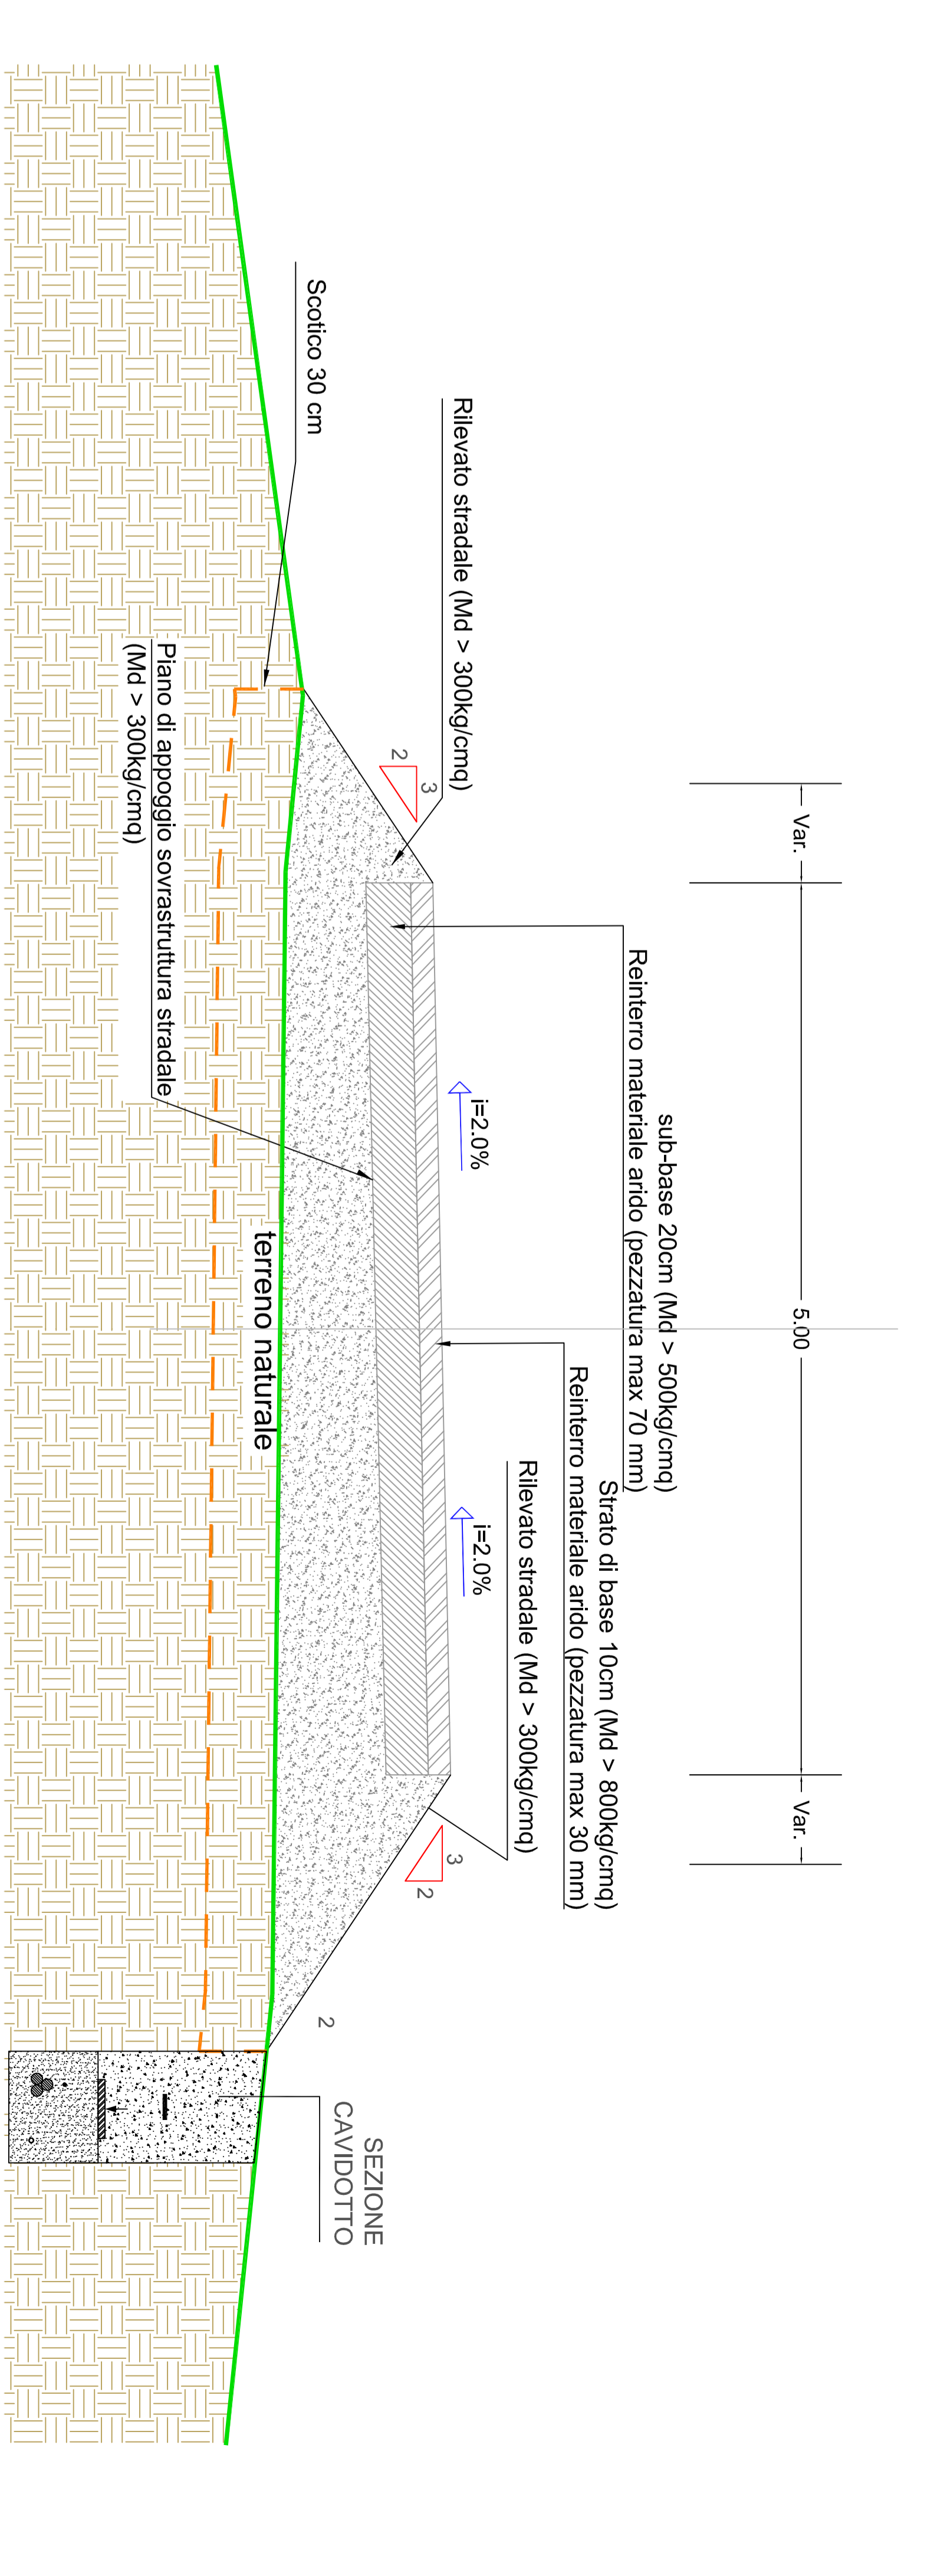 Var.
5.00
Var.
sub-base 20cm (Md > 500kg/cmq)
Reinterro materiale arido (pezzatura max 70 mm)
Strato di base 10cm (Md > 800kg/cmq)
Reinterro materiale arido (pezzatura max 30 mm)
Rilevato stradale (Md > 300kg/cmq)
Rilevato stradale (Md > 300kg/cmq)
i=2.0%
i=2.0%
3
2
3
2
2
Scotico 30 cm
SEZIONE
CAVIDOTTO
terreno naturale
Piano di appoggio sovrastruttura stradale
(Md > 300kg/cmq)